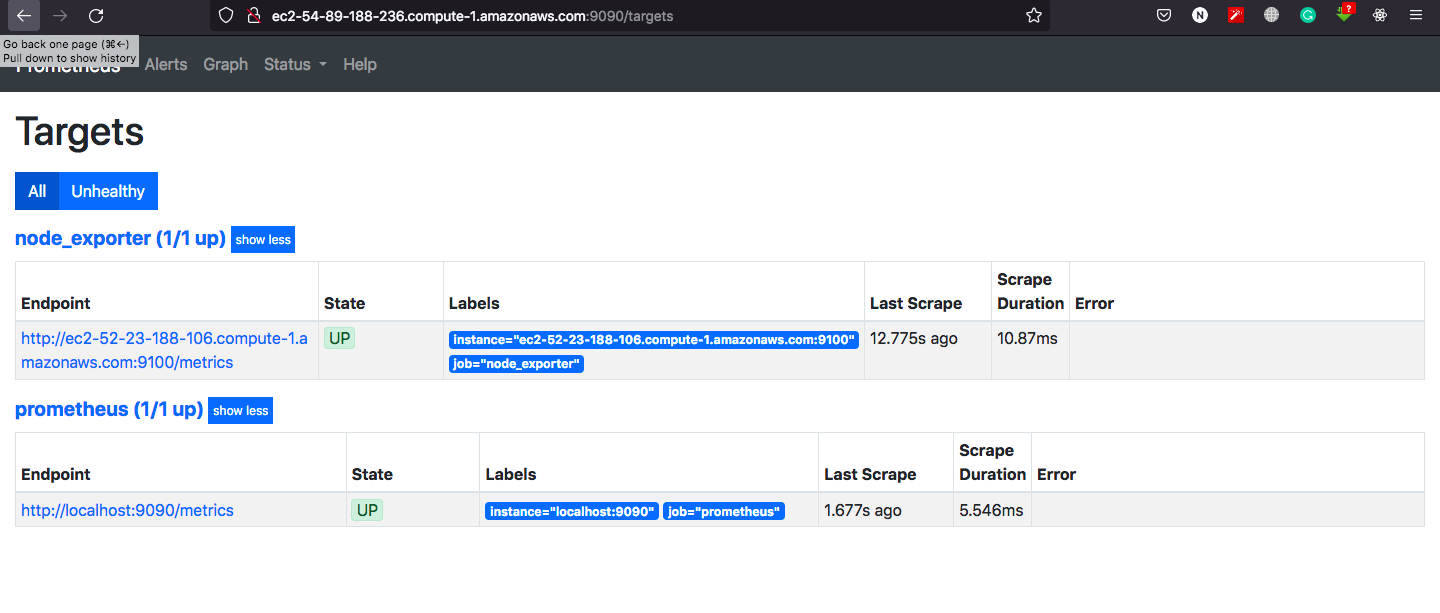 ec2-54-89-188-236.compute-1.amazonaws.com:9090/targets
N
?
Go back one page (⌘←)
Pull down to show history
Prometheus Alerts Graph Status Help
Targets
All Unhealthy
node_exporter (1/1 up) show less
Scrape
Endpoint State Labels Last Scrape Duration Error
http://ec2-52-23-188-106.compute-1.a UP instance="ec2-52-23-188-106.compute-1.amazonaws.com:9100" 12.775s ago 10.87ms
mazonaws.com:9100/metrics job="node_exporter"
prometheus (1/1 up) show less
Scrape
Endpoint State Labels Last Scrape Duration Error
http://localhost:9090/metrics UP instance="localhost:9090" job="prometheus" 1.677s ago 5.546ms